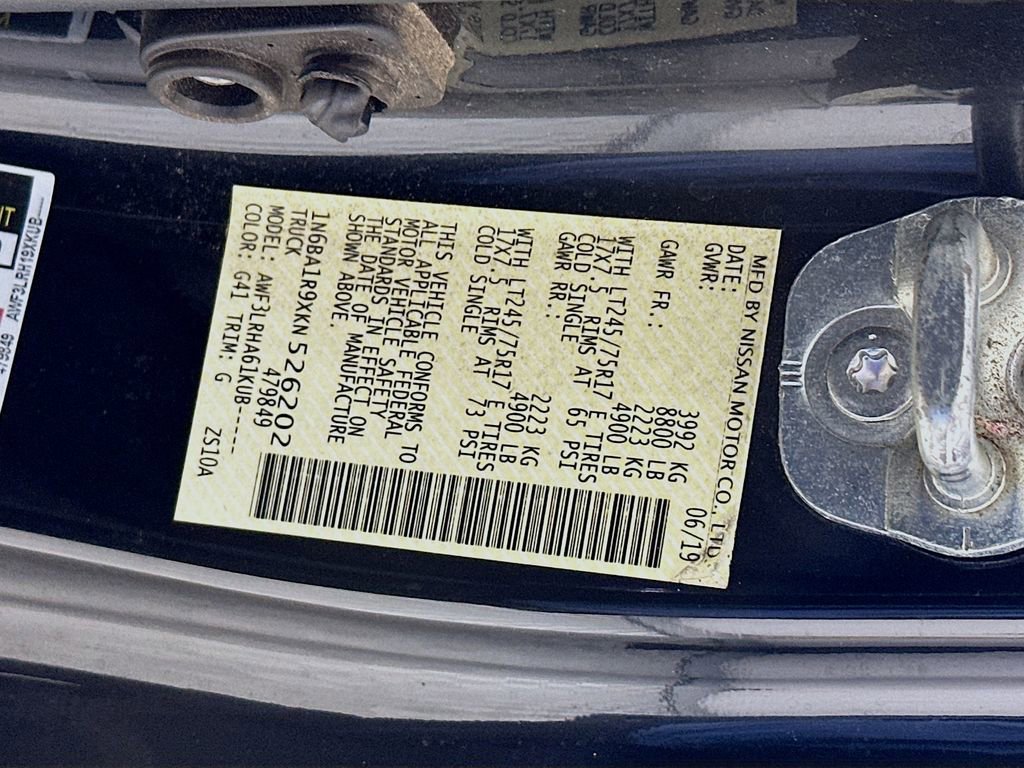 MFD BY NISSAN MOTOR CO., LTD.
DATE: 06/19
GVWR: 3992 KG
8800 LB
GAWR FR.: 2223 KG
4900 LB
WITH LT245/75R17 E TIRES
17X7.5 RIMS AT 65 PSI
COLD SINGLE
GAWR RR.: 2223 KG
4900 LB
WITH LT245/75R17 E TIRES
17X7.5 RIMS AT 73 PSI
COLD SINGLE
THIS VEHICLE CONFORMS TO
ALL APPLICABLE FEDERAL
MOTOR VEHICLE SAFETY
STANDARDS IN EFFECT ON
THE DATE OF MANUFACTURE
SHOWN ABOVE.
1N6BA1R9XKN526202
TRUCK 479849
MODEL: AWF3LRHA61KUB-----
COLOR: G41 TRIM: G ZS10A
479849 AWF3LRH19XKUB-----